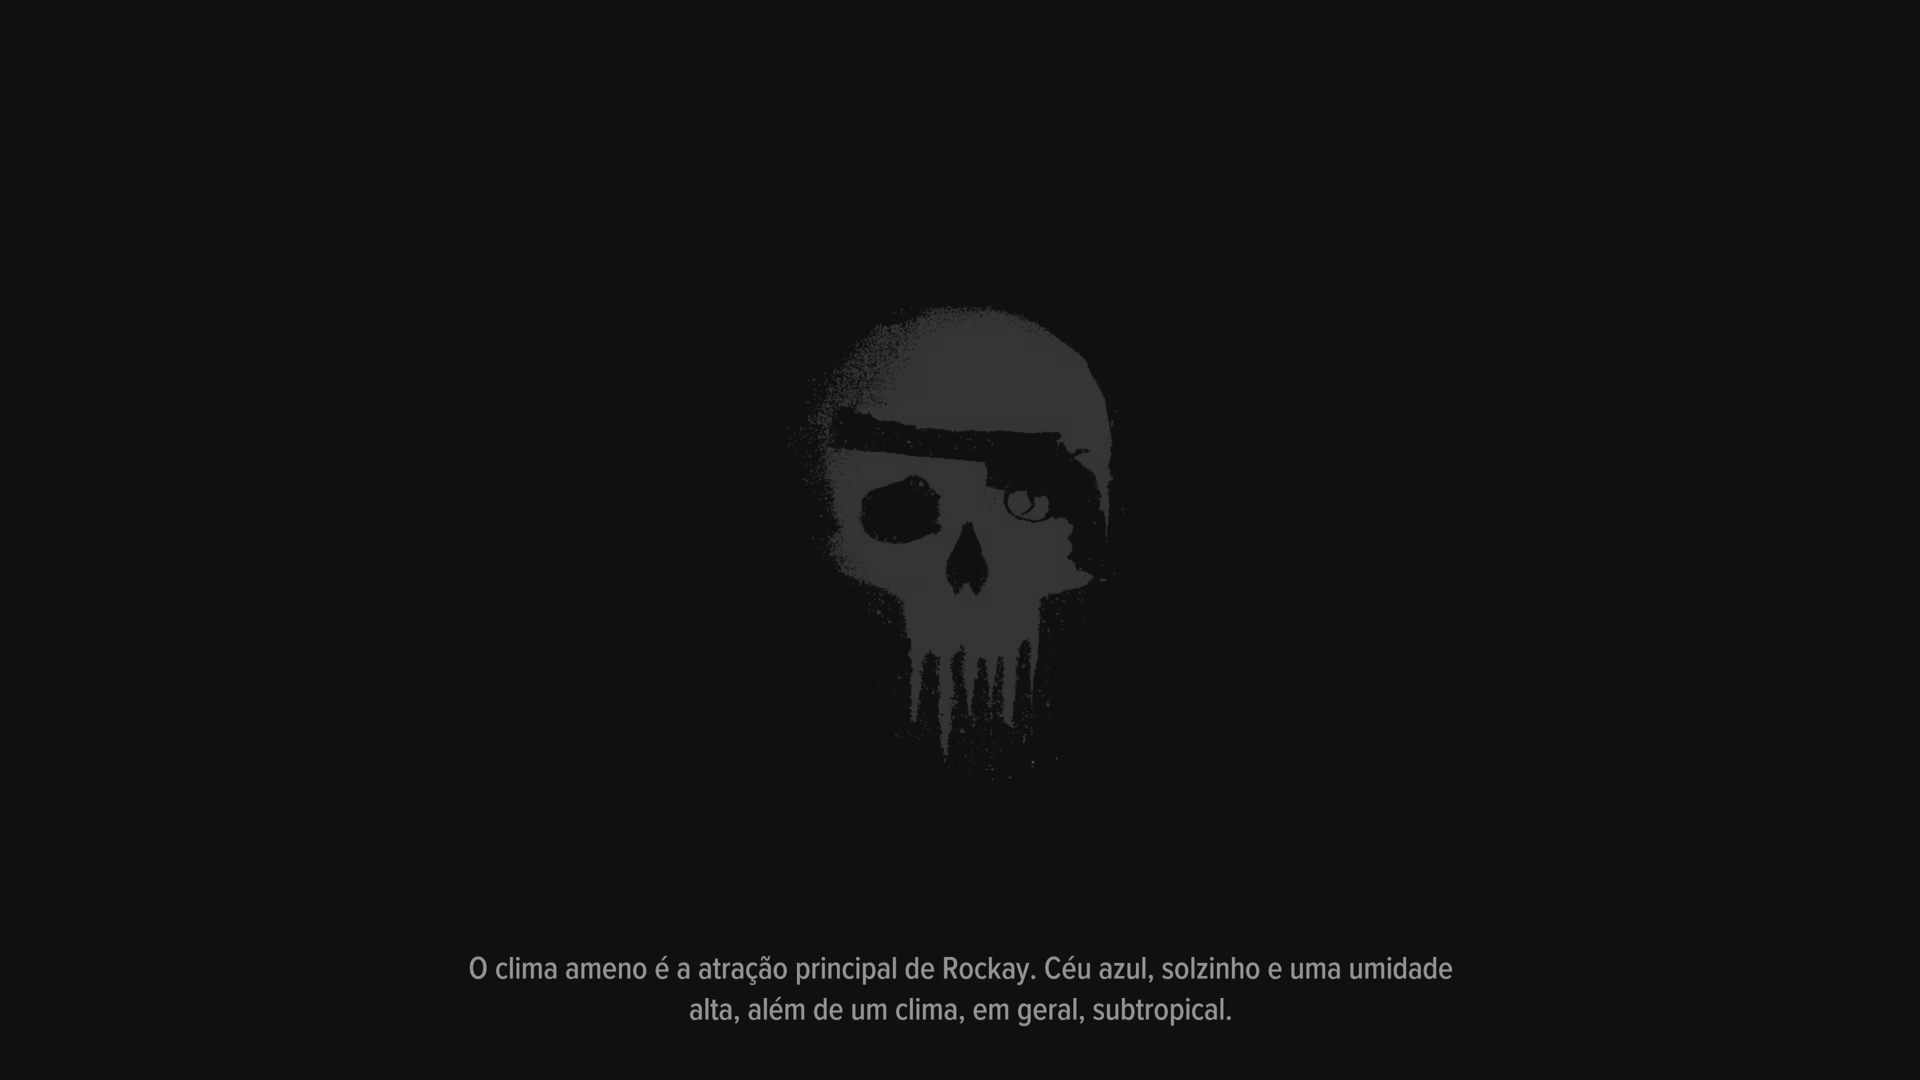 O clima ameno é a atração principal de Rockay. Céu azul, solzinho e uma umidade
alta, além de um clima, em geral, subtropical.